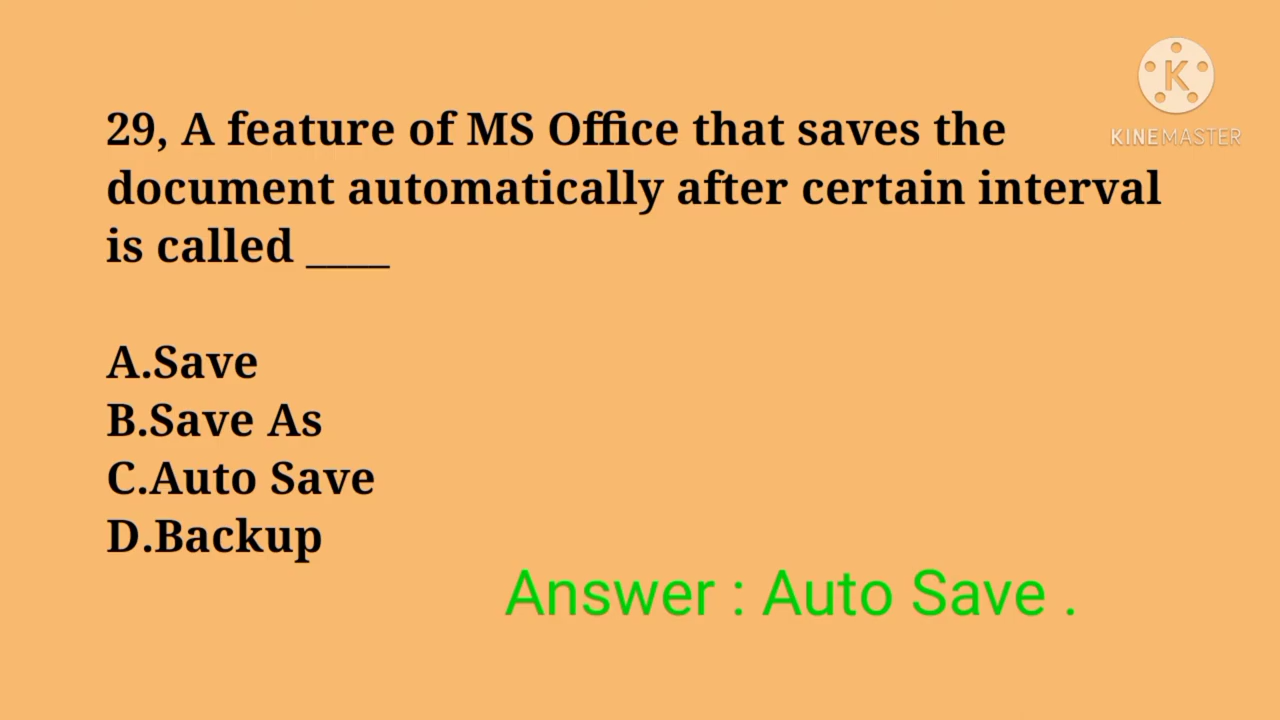 K
KINEMASTER
29, A feature of MS Office that saves the
document automatically after certain interval
is called ____
A.Save
B.Save As
C.Auto Save
D.Backup
Answer : Auto Save .